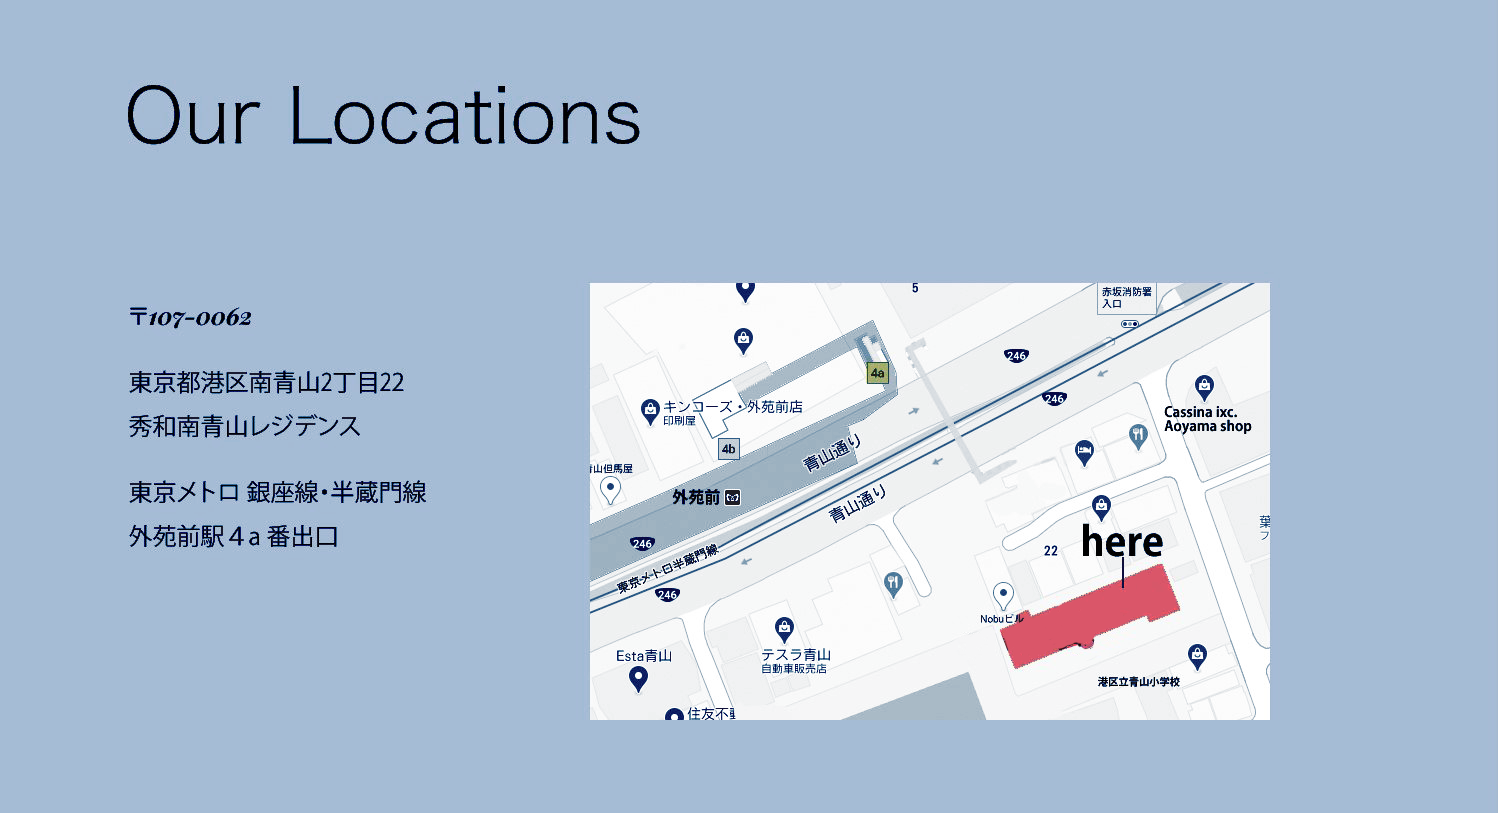 Our Locations
〒107-0062
東京都港区南青山2丁目22
秀和南青山レジデンス
東京メトロ 銀座線・半蔵門線
外苑前駅 4 a 番出口
5
赤坂消防署
入口
246
4a
246
キンコーズ・外苑前店
印刷屋
Cassina ixc.
Aoyama shop
4b
青山通り
山但馬屋
外苑前
青山通り
246
22
here
東京メトロ半蔵門線
246
Nobuビル
Esta青山
テスラ青山
自動車販売店
港区立青山小学校
住友不